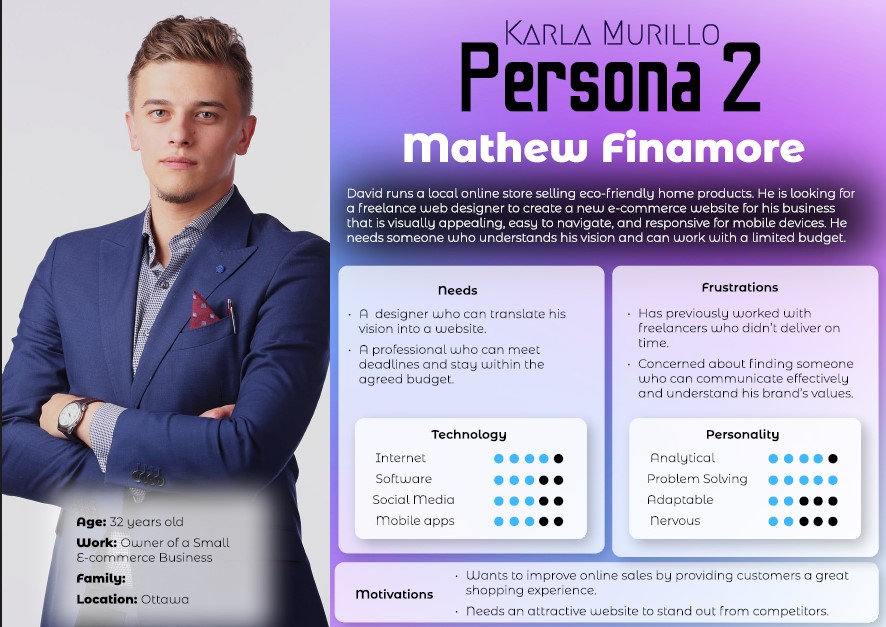 KARLA MURILLO
Persona 2
Mathew Finamore
David runs a local online store selling eco-friendly home products. He is looking for
a freelance web designer to create a new e-commerce website for his business
that is visually appealing, easy to navigate, and responsive for mobile devices. He
needs someone who understands his vision and can work with a limited budget.
Needs
· A designer who can translate his
vision into a website.
· A professional who can meet
deadlines and stay within the
agreed budget.
Frustrations
· Has previously worked with
freelancers who didn't deliver on
time.
· Concerned about finding someone
who can communicate effectively
and understand his brand's values.
Technology
Internet
Software
Social Media
Mobile apps
Personality
Analytical
Problem Solving
Adaptable
Nervous
Age: 32 years old
Work: Owner of a Small
E-commerce Business
Family:
Location: Ottawa
Motivations
· Wants to improve online sales by providing customers a great
shopping experience.
· Needs an attractive website to stand out from competitors.